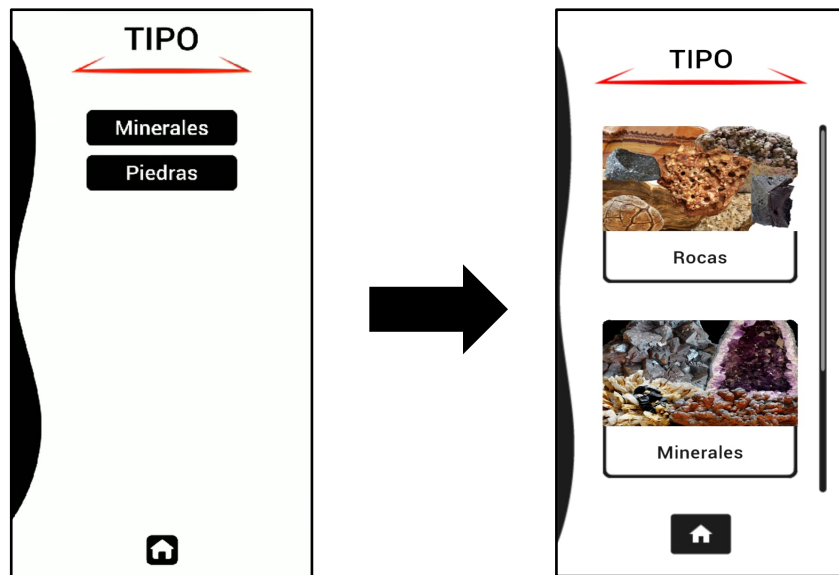 TIPO
Minerales
Piedras
TIPO
Rocas
Minerales